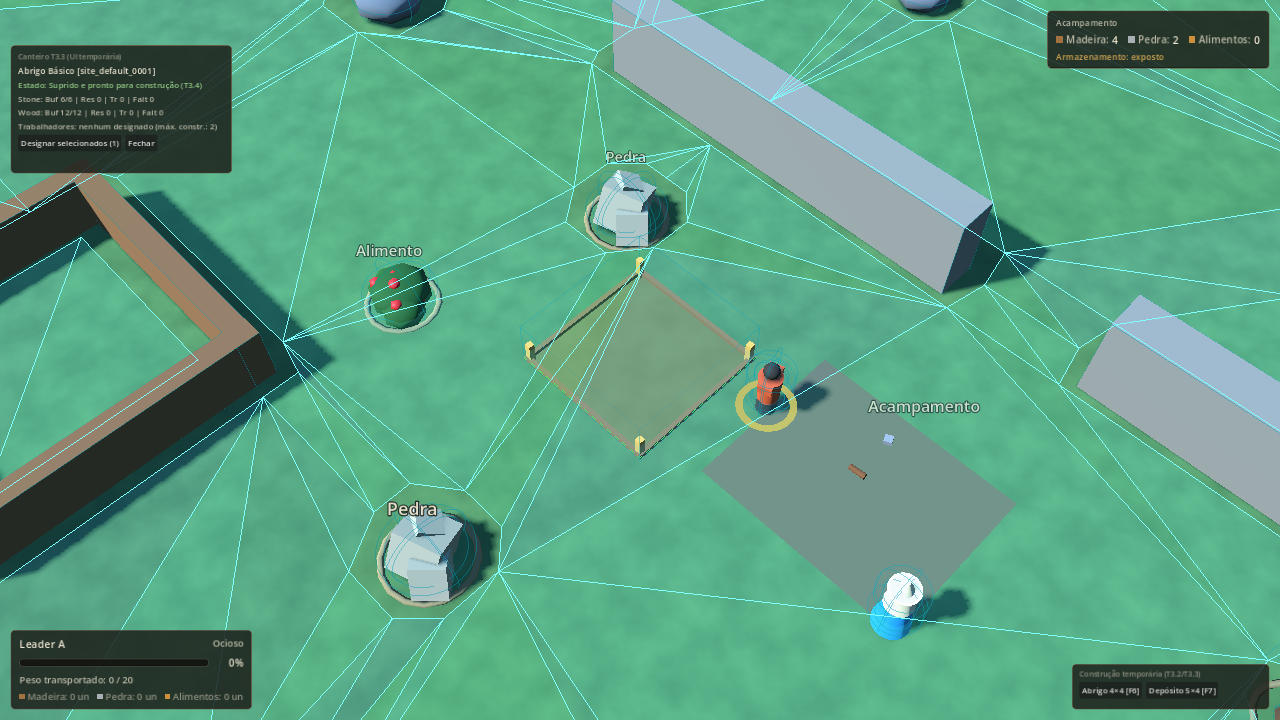 Canteiro T3.3 (UI temporária)
Abrigo Básico [site_default_0001]
Estado: Suprido e pronto para construção (T3.4)
Stone: Buf 6/6 | Res 0 | Tr 0 | Falt 0
Wood: Buf 12/12 | Res 0 | Tr 0 | Falt 0
Trabalhadores: nenhum designado (máx. constr.: 2)
Designar selecionados (1) Fechar
Acampamento
Madeira: 4 Pedra: 2 Alimentos: 0
Armazenamento: exposto
Pedra
Alimento
Acampamento
Pedra
Leader A Ocioso
0%
Peso transportado: 0 / 20
Madeira: 0 un Pedra: 0 un Alimentos: 0 un
Construção temporária (T3.2/T3.3)
Abrigo 4×4 [F6] Depósito 5×4 [F7]